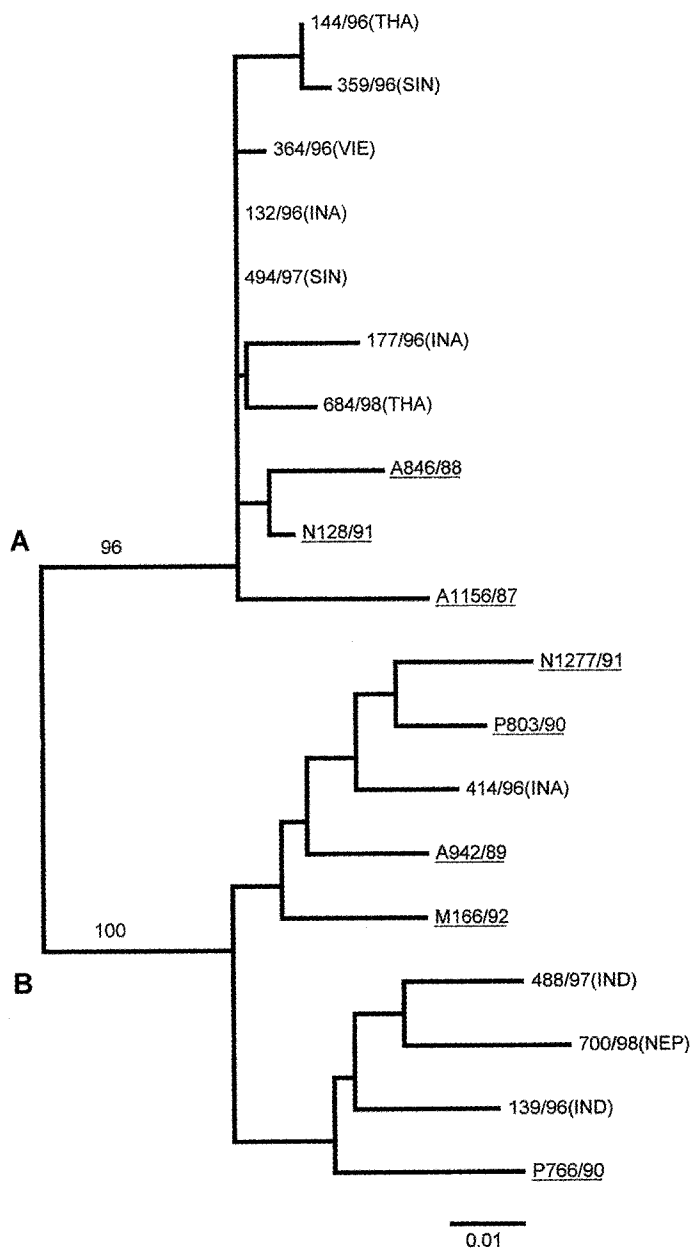 144/96(THA)
359/96(SIN)
364/96(VIE)
132/96(INA)
494/97(SIN)
177/96(INA)
684/98(THA)
A846/88
N128/91
A
96
A1156/87
N1277/91
P803/90
414/96(INA)
A942/89
M166/92
100
B
488/97(IND)
700/98(NEP)
139/96(IND)
P766/90
0.01